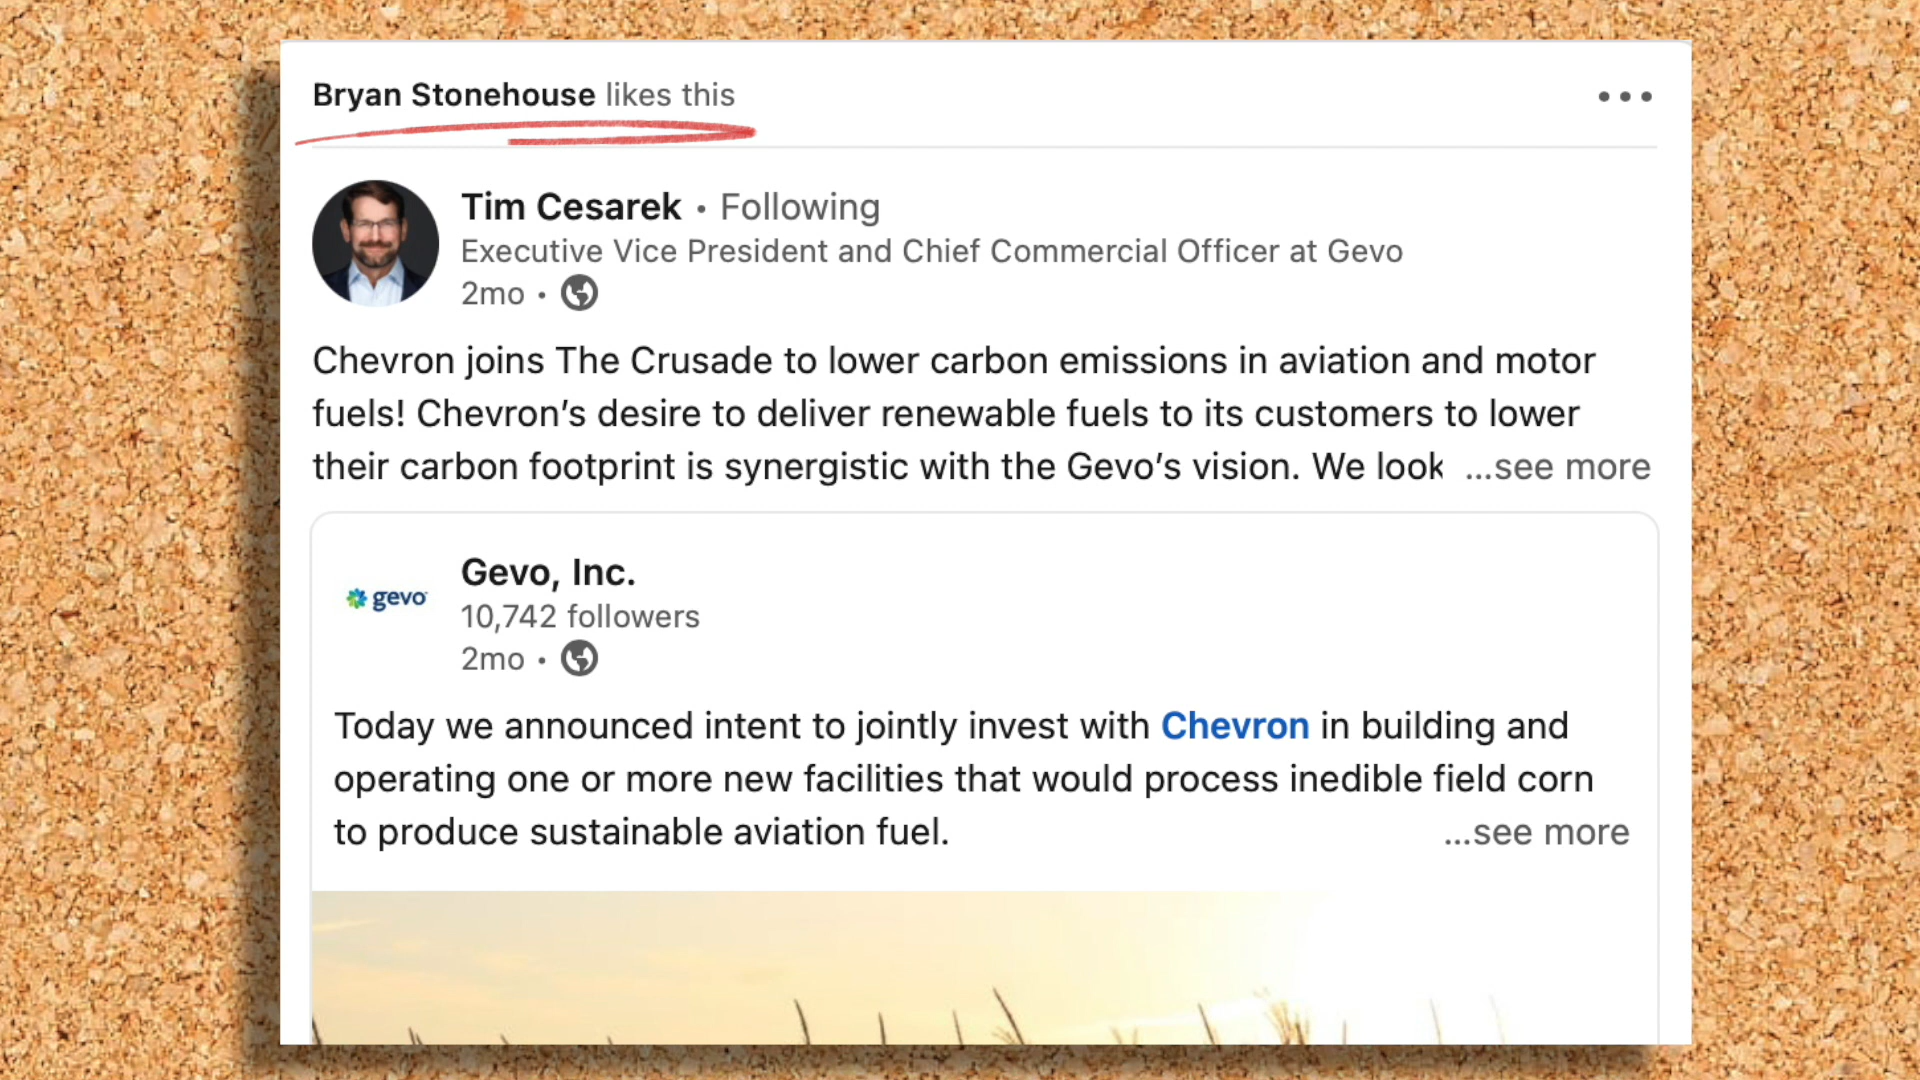 Bryan Stonehouse likes this
Tim Cesarek • Following
Executive Vice President and Chief Commercial Officer at Gevo
2mo •
Chevron joins The Crusade to lower carbon emissions in aviation and motor
fuels! Chevron’s desire to deliver renewable fuels to its customers to lower
their carbon footprint is synergistic with the Gevo’s vision. We look ...see more
gevo
Gevo, Inc.
10,742 followers
2mo •
Today we announced intent to jointly invest with Chevron in building and
operating one or more new facilities that would process inedible field corn
to produce sustainable aviation fuel. ...see more